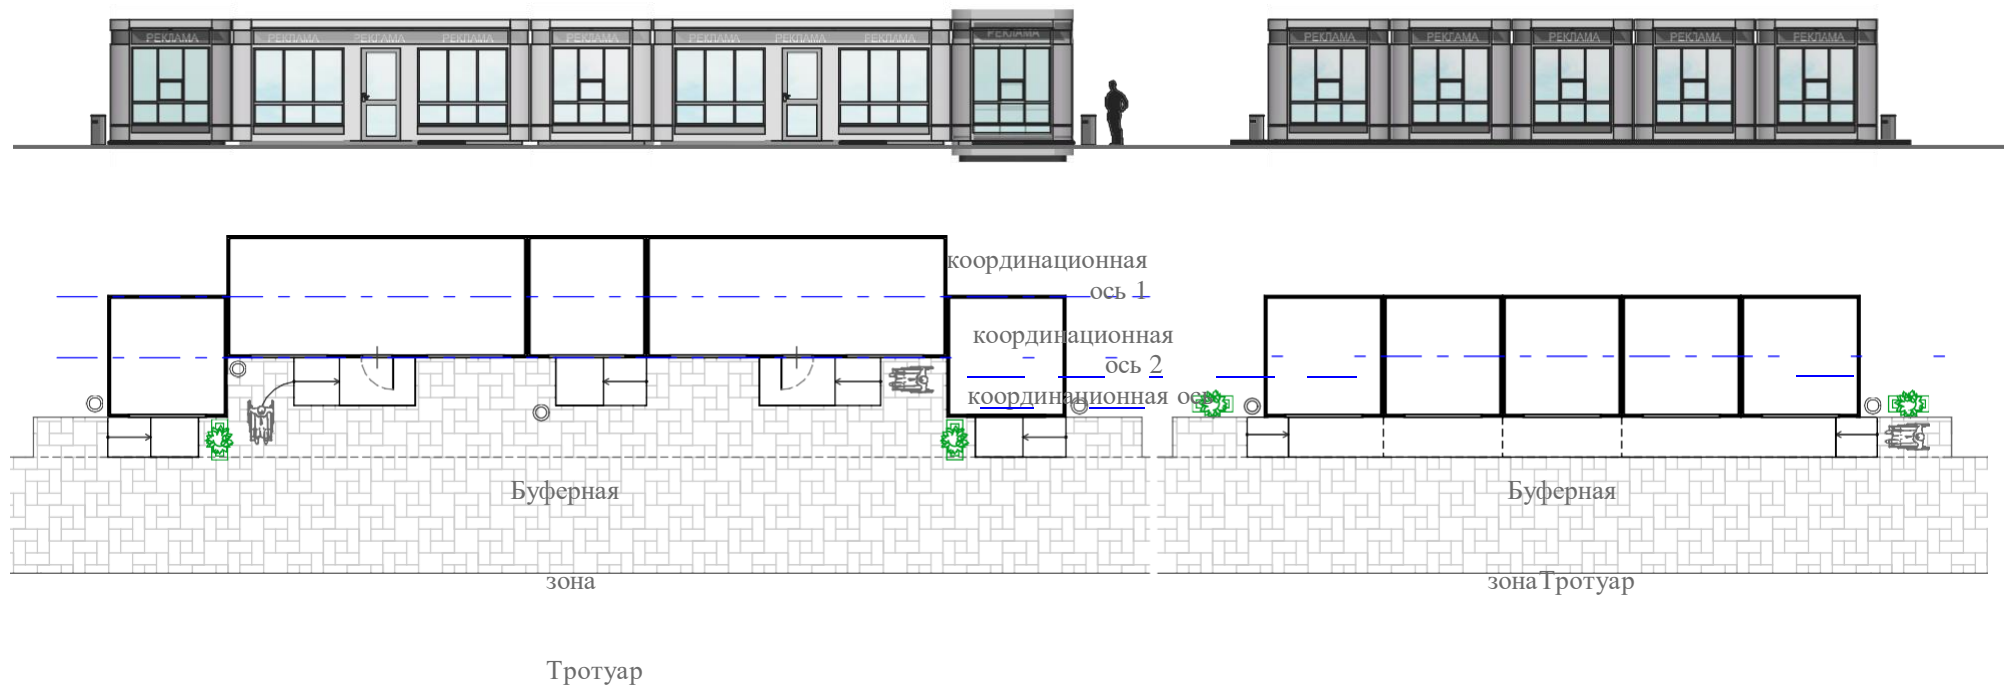 РЕКЛАМА РЕКЛАМА РЕКЛАМА РЕКЛАМА РЕКЛАМА РЕКЛАМА РЕКЛАМА РЕКЛАМА РЕКЛАМА РЕКЛАМА РЕКЛАМА РЕКЛАМА РЕКЛАМА РЕКЛАМА
координационная
ось 1
координационная
ось 2
координационная ось
Буферная
зона
Тротуар
Буферная
зонаТротуар